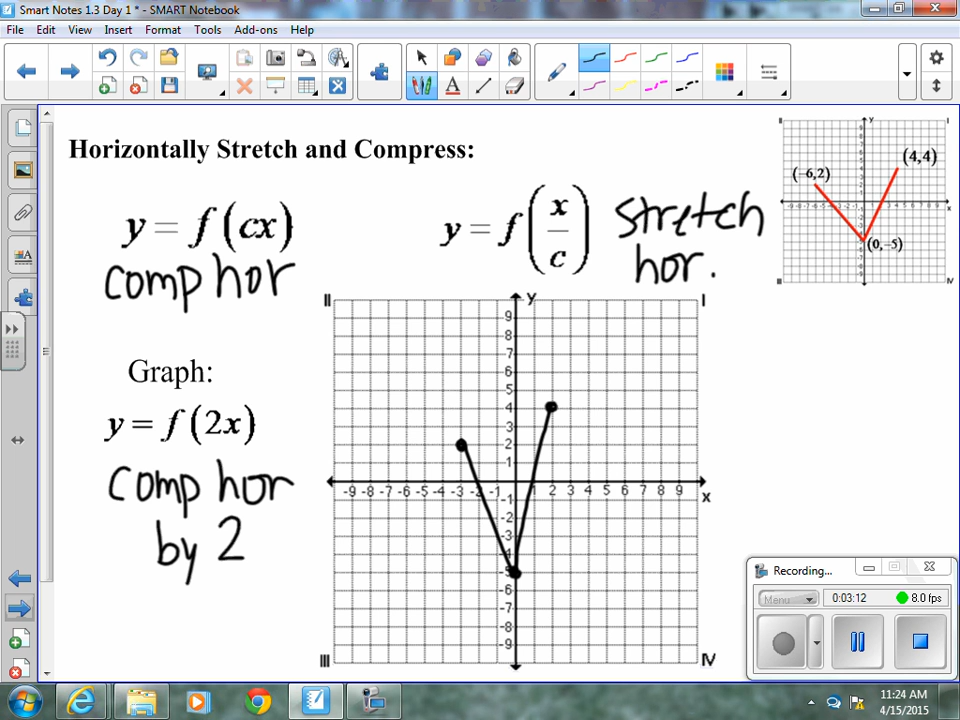 Smart Notes 1.3 Day 1 * - SMART Notebook
File Edit View Insert Format Tools Add-ons Help
Horizontally Stretch and Compress:
y = f(cx)
comp hor
y = f(x/c)
stretch
hor.
II I
y
(-6,2)
(4,4)
x
(0,-5)
III IV
Graph:
y = f(2x)
comp hor
by 2
II y I
9
8
7
6
5
4
3
2
1
-9 -8 -7 -6 -5 -4 -3 -2 -1 1 2 3 4 5 6 7 8 9
x
-1
-2
-3
-4
-5
-6
-7
-8
-9
III IV
Recording...
Menu 0:03:12 8.0 fps
11:24 AM
4/15/2015